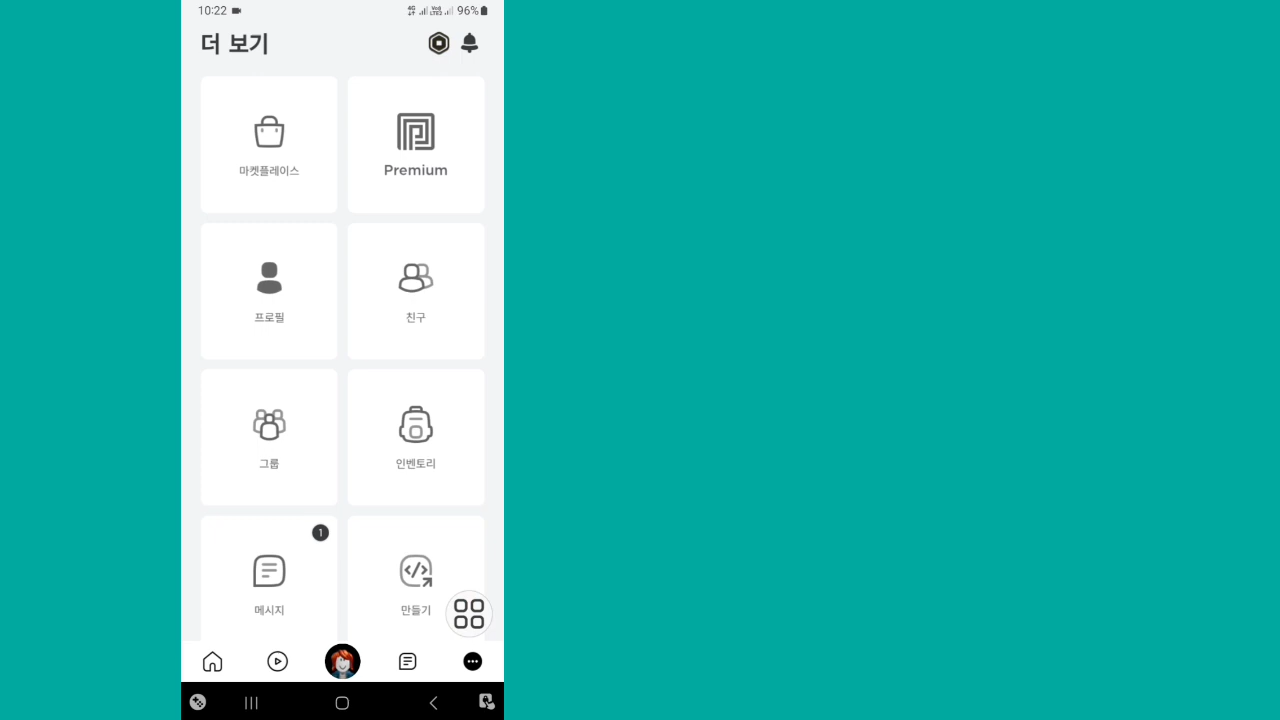 10:22 96%
더 보기
마켓플레이스
Premium
프로필
친구
그룹
인벤토리
1
메시지
만들기